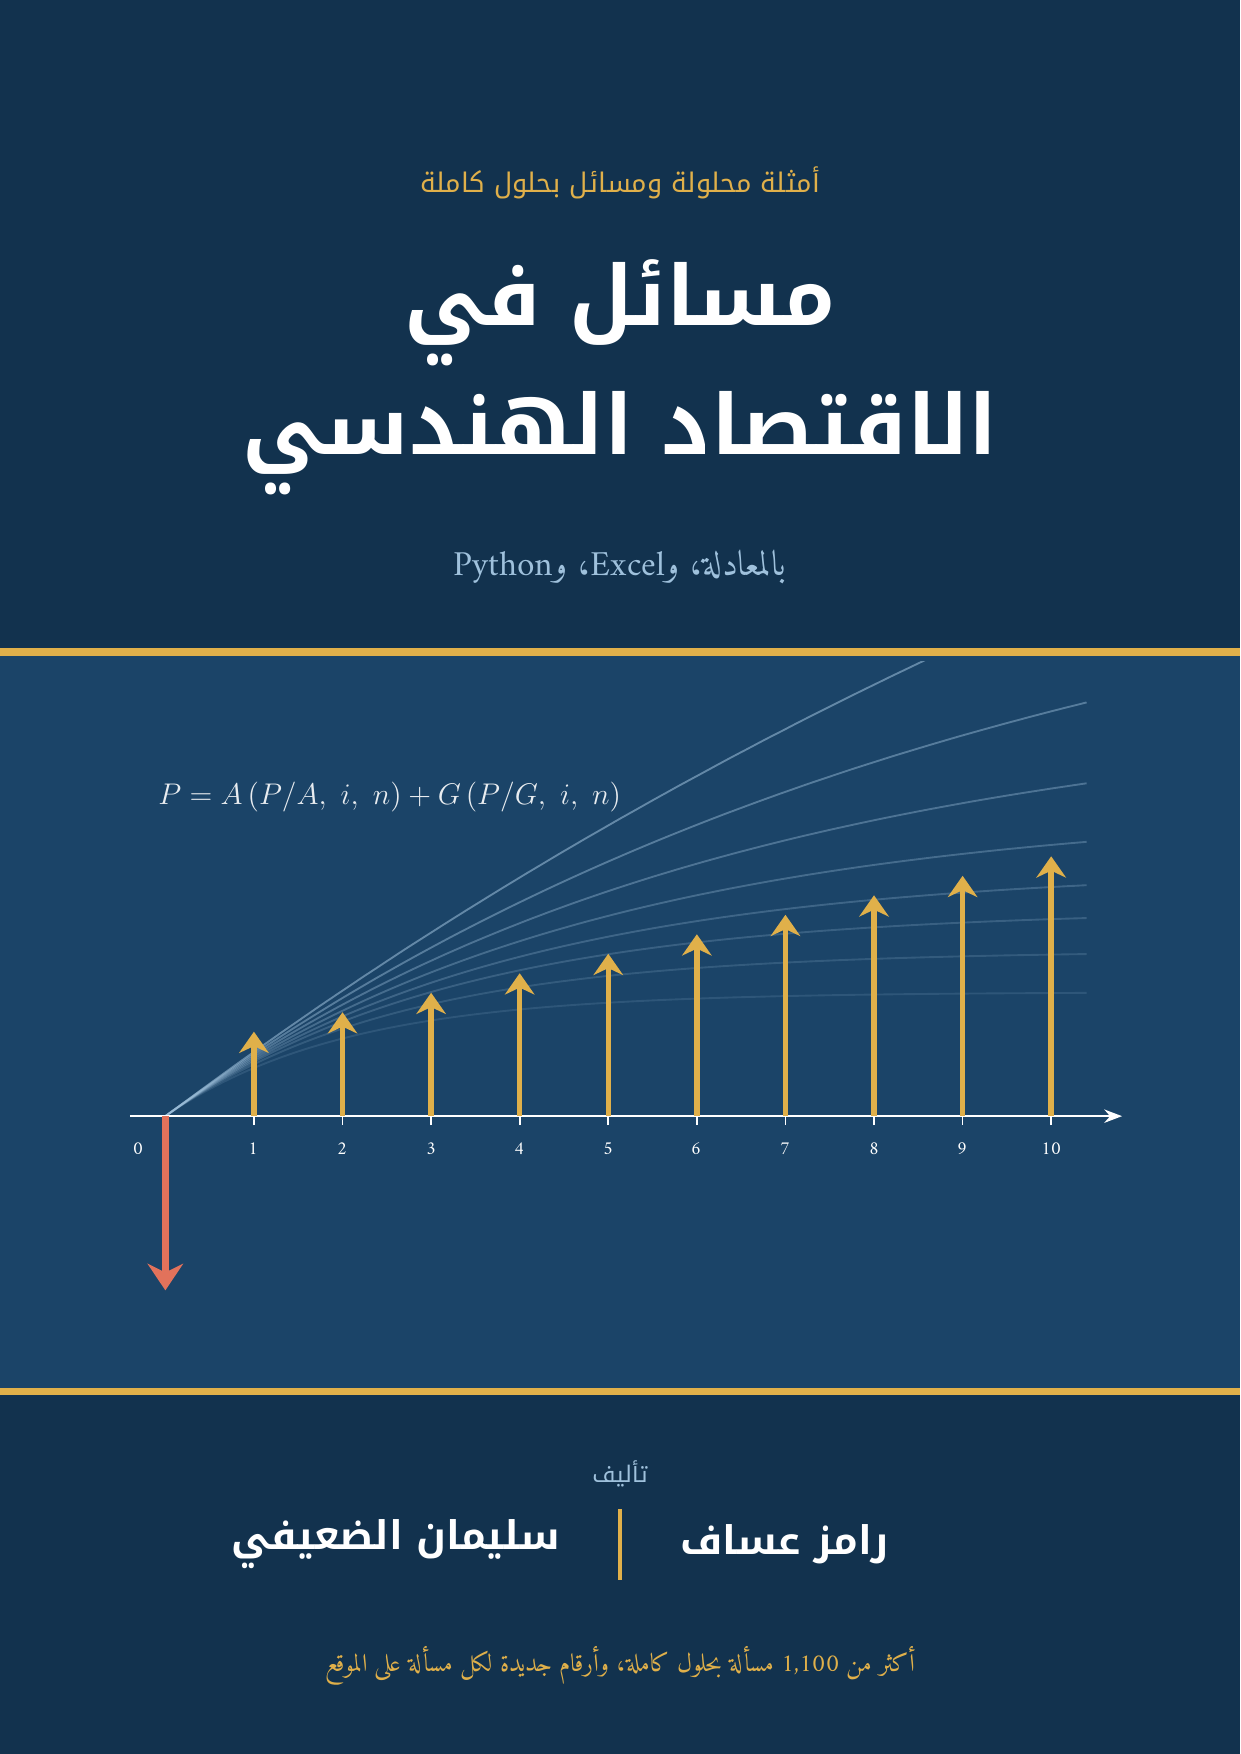 أمثلة محلولة ومسائل بحلول كاملة
مسائل في
الاقتصاد الهندسي
بالمعادلة، وExcel، وPython
P = A (P/A, i, n) + G (P/G, i, n)
0 1 2 3 4 5 6 7 8 9 10
تأليف
رامز عساف
سليمان الضعيفي
أكثر من 1,100 مسألة بحلول كاملة، وأرقام جديدة لكل مسألة على الموقع